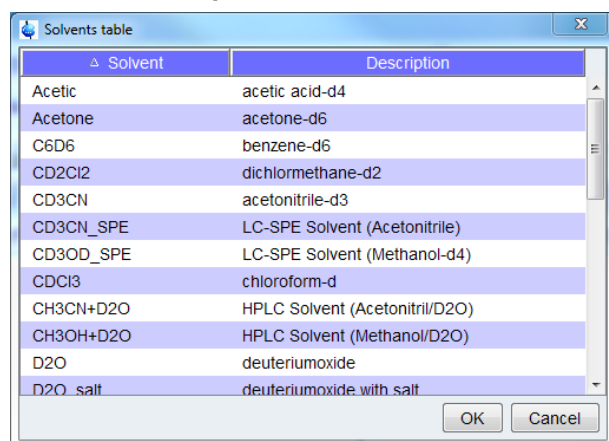 Solvents table
Solvent Description
Acetic acetic acid-d4
Acetone acetone-d6
C6D6 benzene-d6
CD2Cl2 dichlormethane-d2
CD3CN acetonitrile-d3
CD3CN_SPE LC-SPE Solvent (Acetonitrile)
CD3OD_SPE LC-SPE Solvent (Methanol-d4)
CDCl3 chloroform-d
CH3CN+D2O HPLC Solvent (Acetonitril/D2O)
CH3OH+D2O HPLC Solvent (Methanol/D2O)
D2O deuteriumoxide
D2O_salt deuteriumoxide with salt
OK Cancel